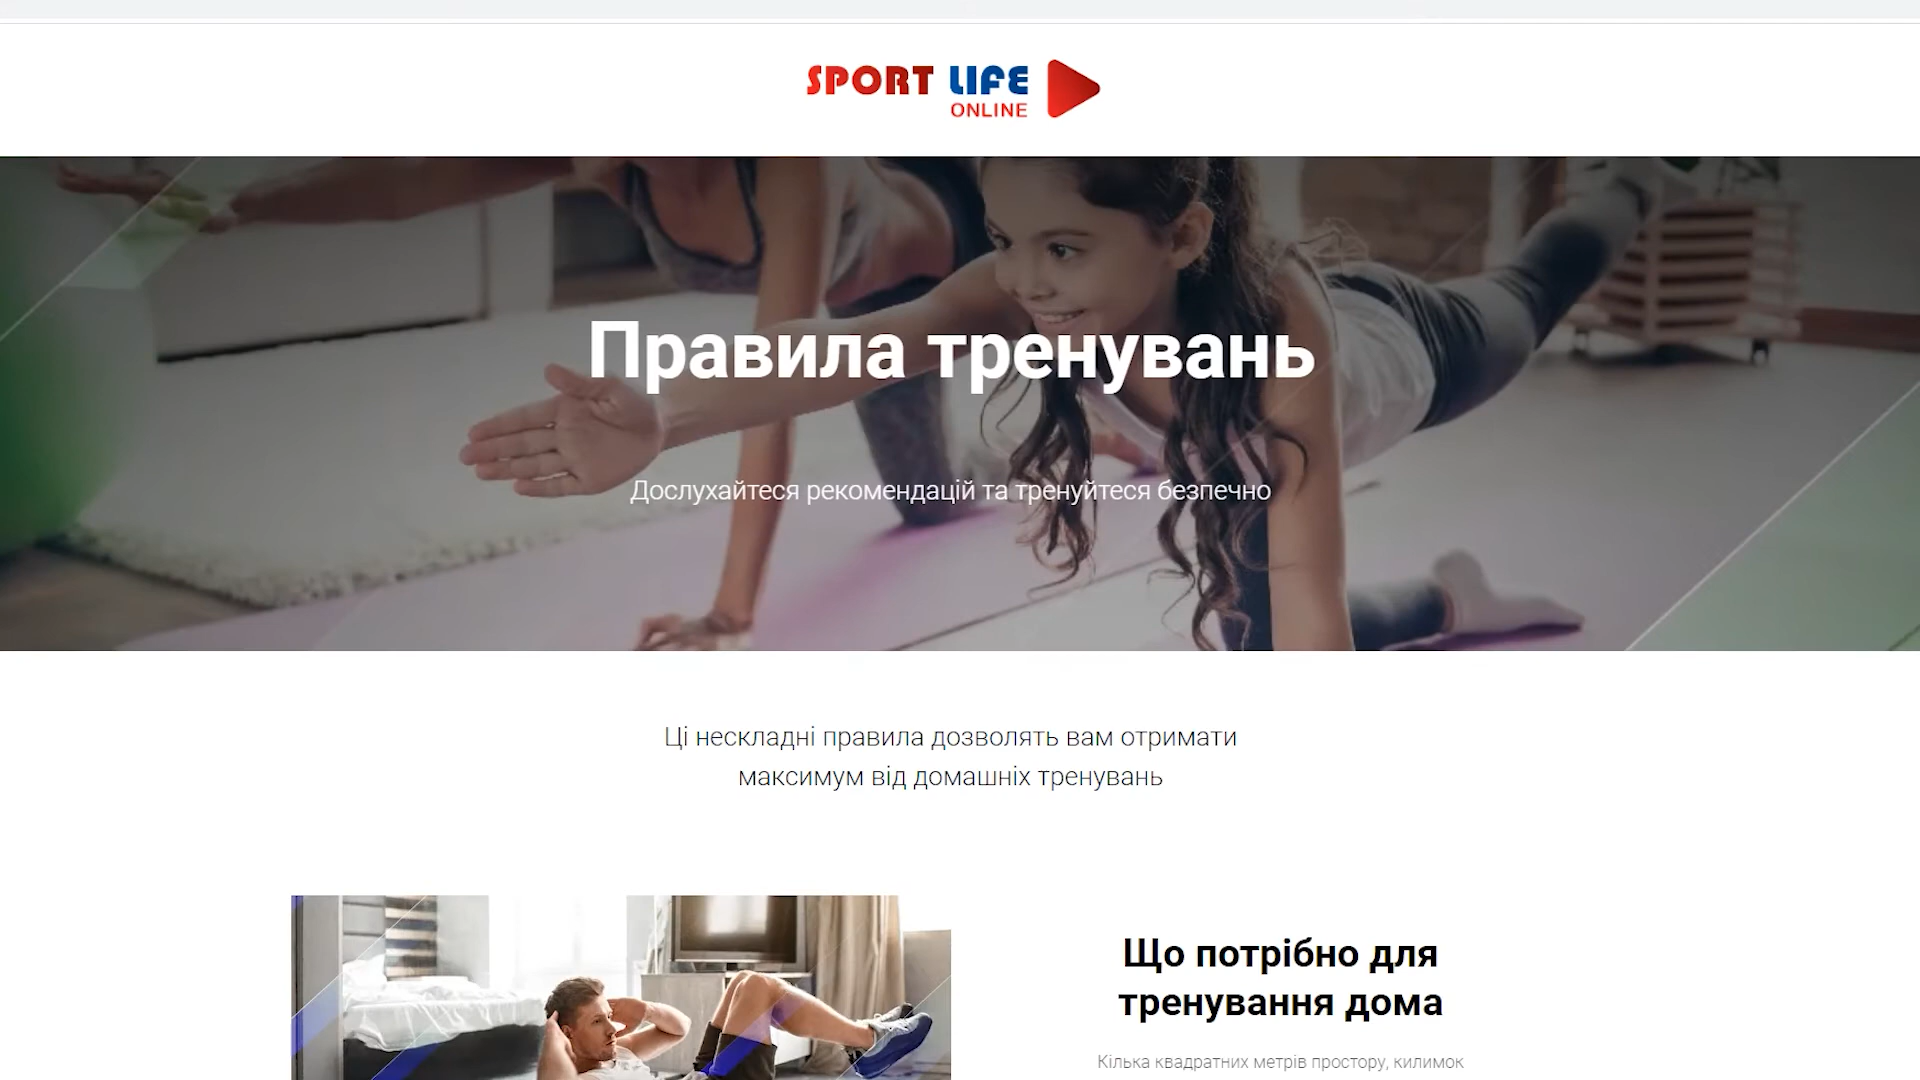 SPORT LIFE
ONLINE
Правила тренувань
Дослухайтеся рекомендацій та тренуйтеся безпечно
Ці нескладні правила дозволять вам отримати
максимум від домашніх тренувань
Що потрібно для
тренування дома
Кілька квадратних метрів простору, килимок